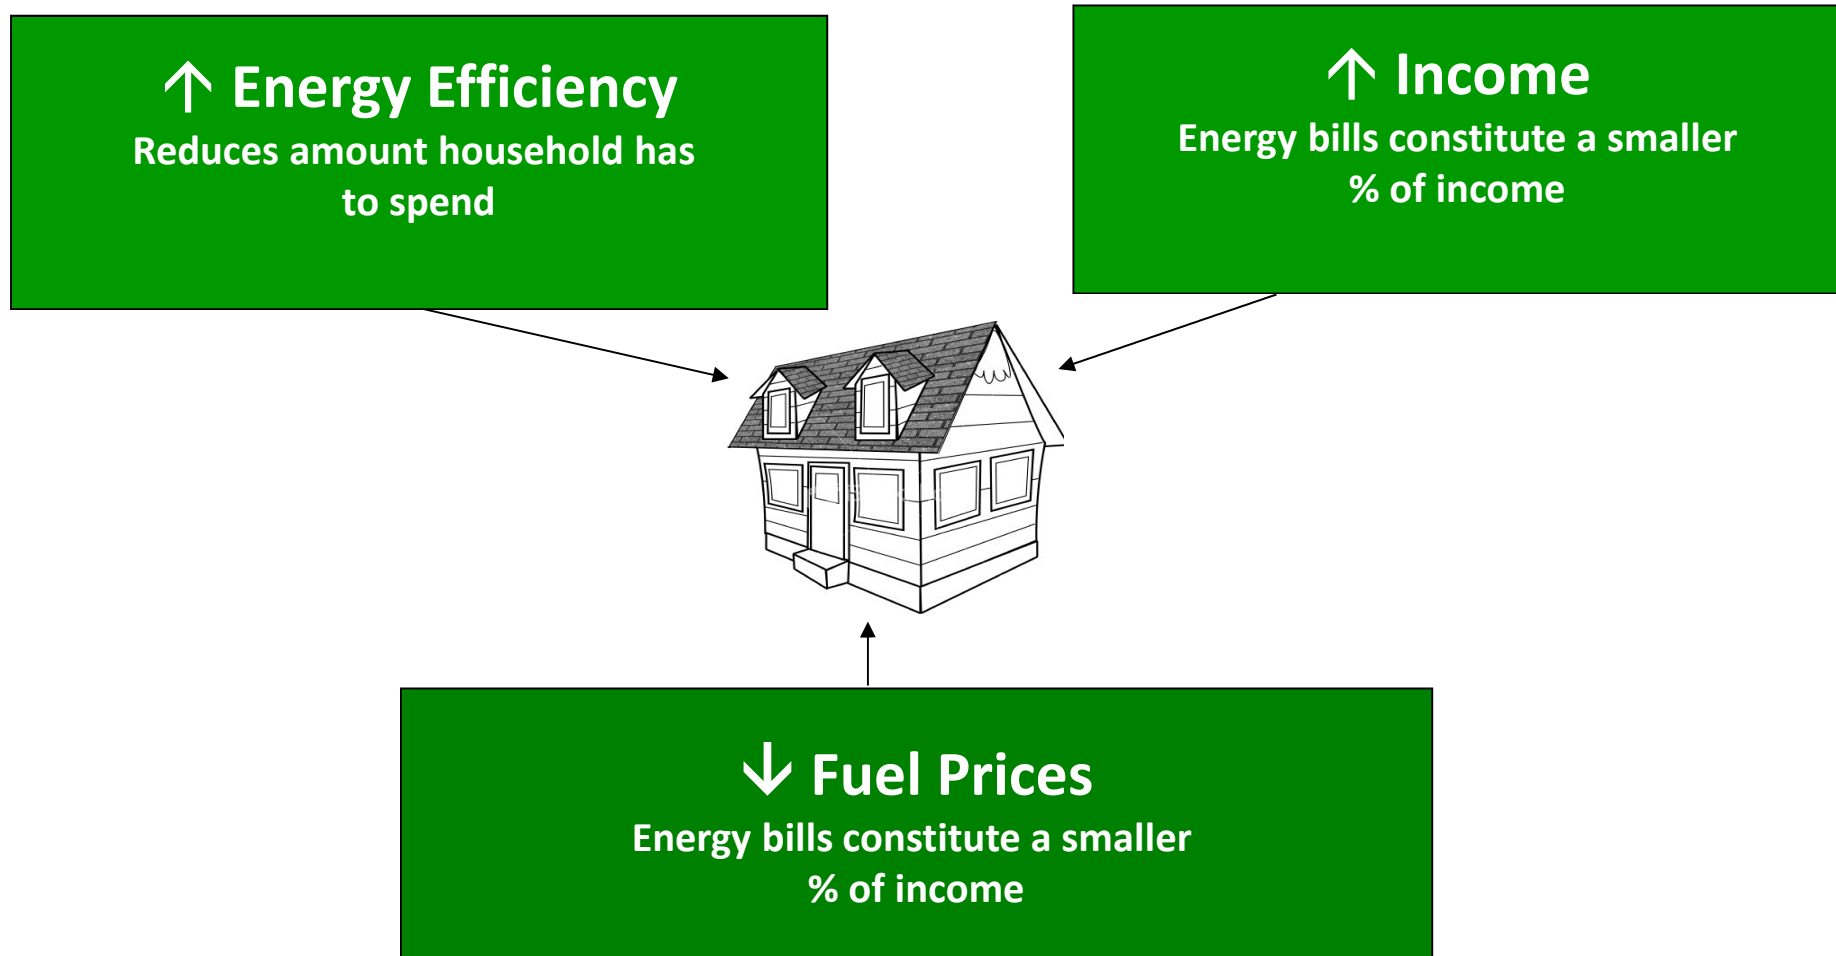 ↑ Energy Efficiency
Reduces amount household has
to spend
↑ Income
Energy bills constitute a smaller
% of income
↓ Fuel Prices
Energy bills constitute a smaller
% of income